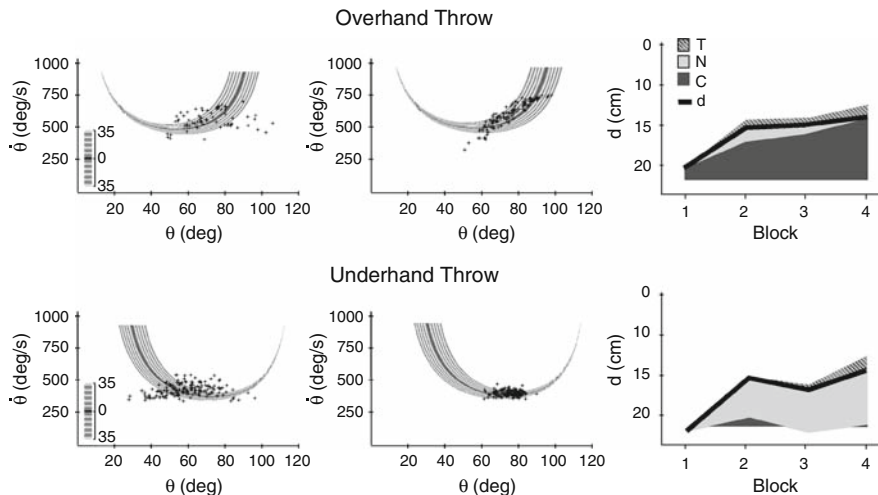 Overhand Throw
1000
750
500
250
θ̇ (deg/s)
35
0
35
20 40 60 80 100 120
θ (deg)
1000
750
500
250
θ̇ (deg/s)
20 40 60 80 100 120
θ (deg)
0
10
15
20
d (cm)
T
N
C
d
1 2 3 4
Block
Underhand Throw
1000
750
500
250
θ̇ (deg/s)
35
0
35
20 40 60 80 100 120
θ (deg)
1000
750
500
250
θ̇ (deg/s)
20 40 60 80 100 120
θ (deg)
0
10
15
20
d (cm)
1 2 3 4
Block